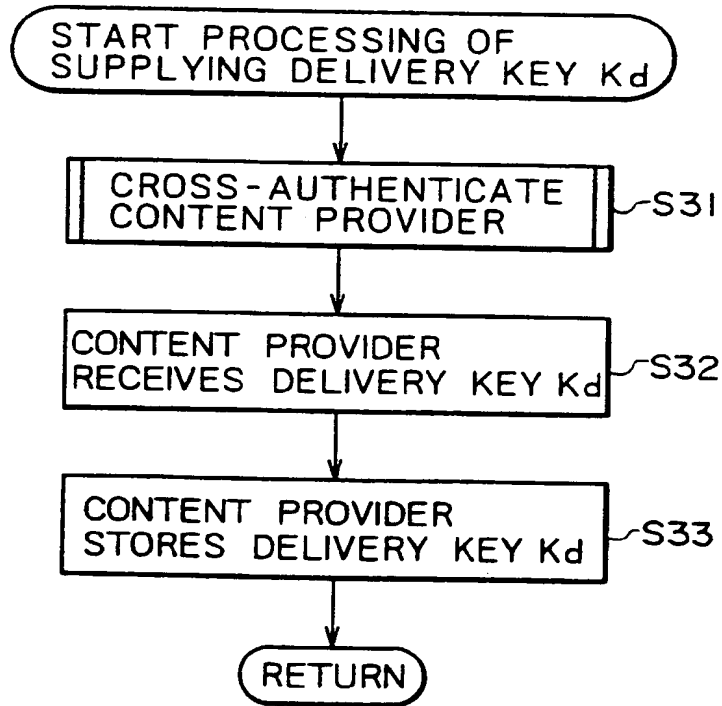 START PROCESSING OF
SUPPLYING DELIVERY KEY Kd
CROSS-AUTHENTICATE
CONTENT PROVIDER
S31
CONTENT PROVIDER
RECEIVES DELIVERY KEY Kd
S32
CONTENT PROVIDER
STORES DELIVERY KEY Kd
S33
RETURN